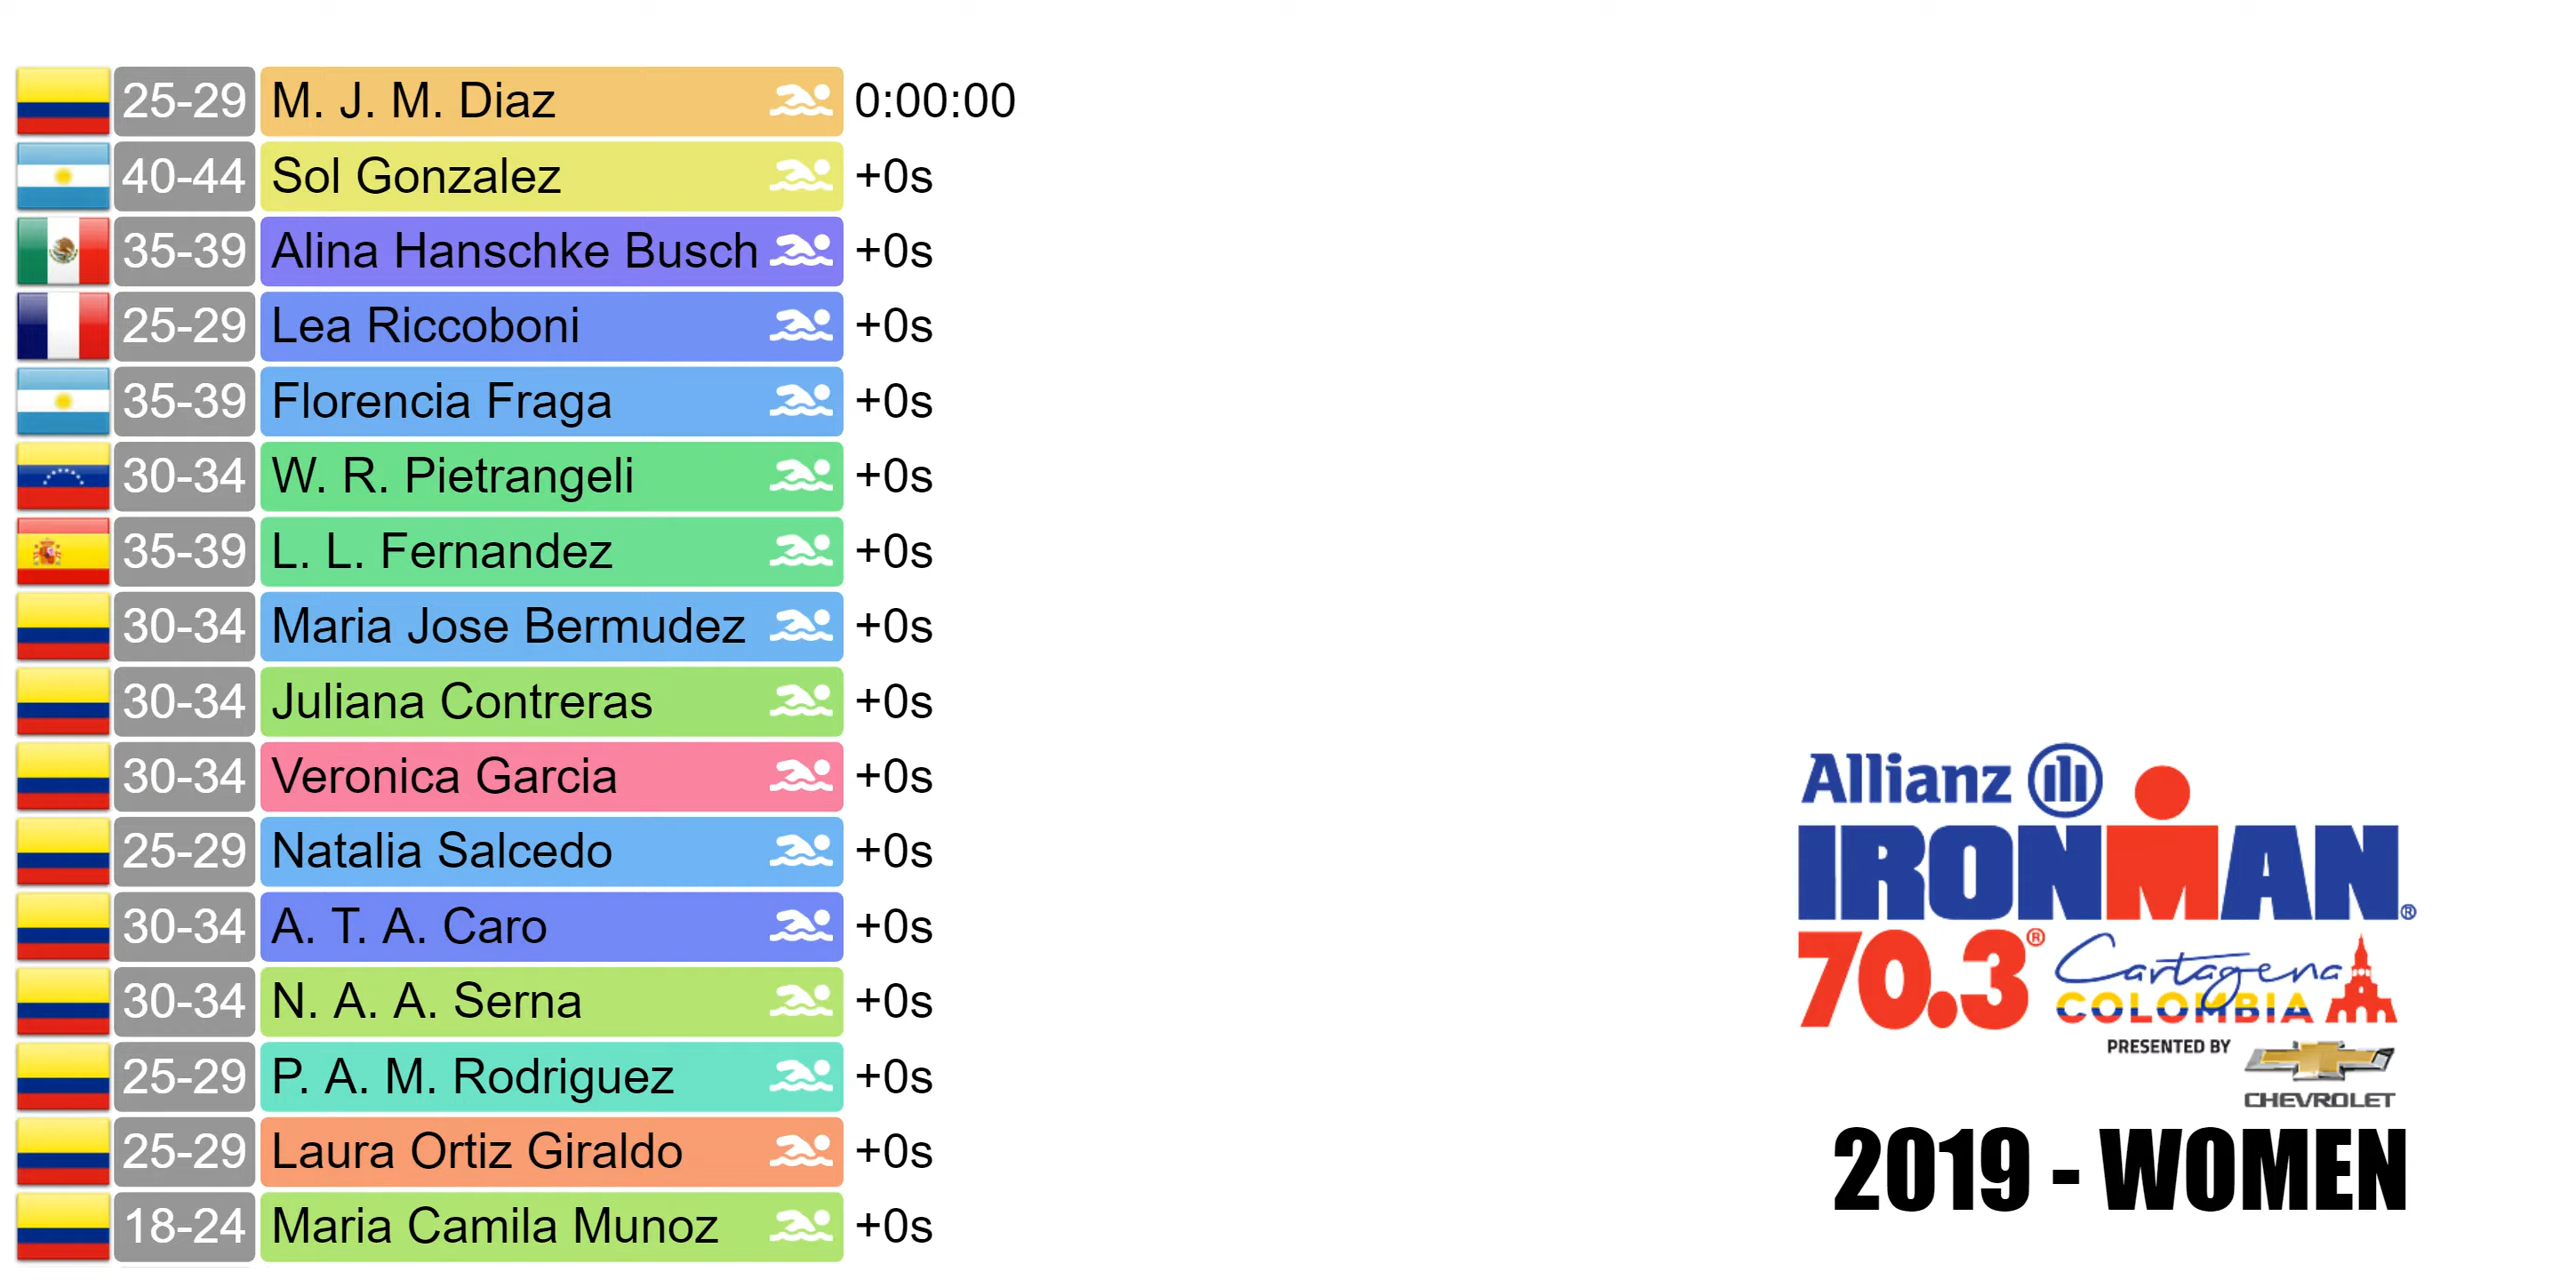 25-29 M. J. M. Diaz 0:00:00
40-44 Sol Gonzalez +0s
35-39 Alina Hanschke Busch +0s
25-29 Lea Riccoboni +0s
35-39 Florencia Fraga +0s
30-34 W. R. Pietrangeli +0s
35-39 L. L. Fernandez +0s
30-34 Maria Jose Bermudez +0s
30-34 Juliana Contreras +0s
30-34 Veronica Garcia +0s
25-29 Natalia Salcedo +0s
30-34 A. T. A. Caro +0s
30-34 N. A. A. Serna +0s
25-29 P. A. M. Rodriguez +0s
25-29 Laura Ortiz Giraldo +0s
18-24 Maria Camila Munoz +0s
Allianz
IRONMAN®
70.3® Cartagena
COLOMBIA
PRESENTED BY
CHEVROLET
2019 - WOMEN